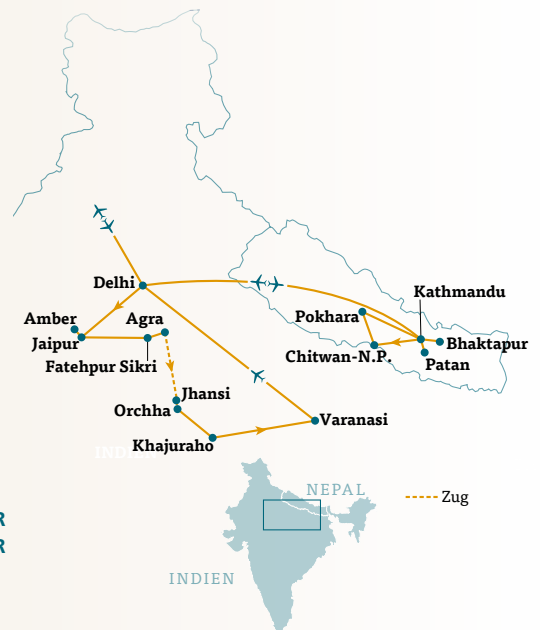 Delhi
Kathmandu
Amber
Agra
Pokhara
Jaipur
Bhaktapur
Chitwan-N.P.
Fatehpur Sikri
Patan
Jhansi
Orchha
Varanasi
Khajuraho
NEPAL
Zug
R
R
INDIEN